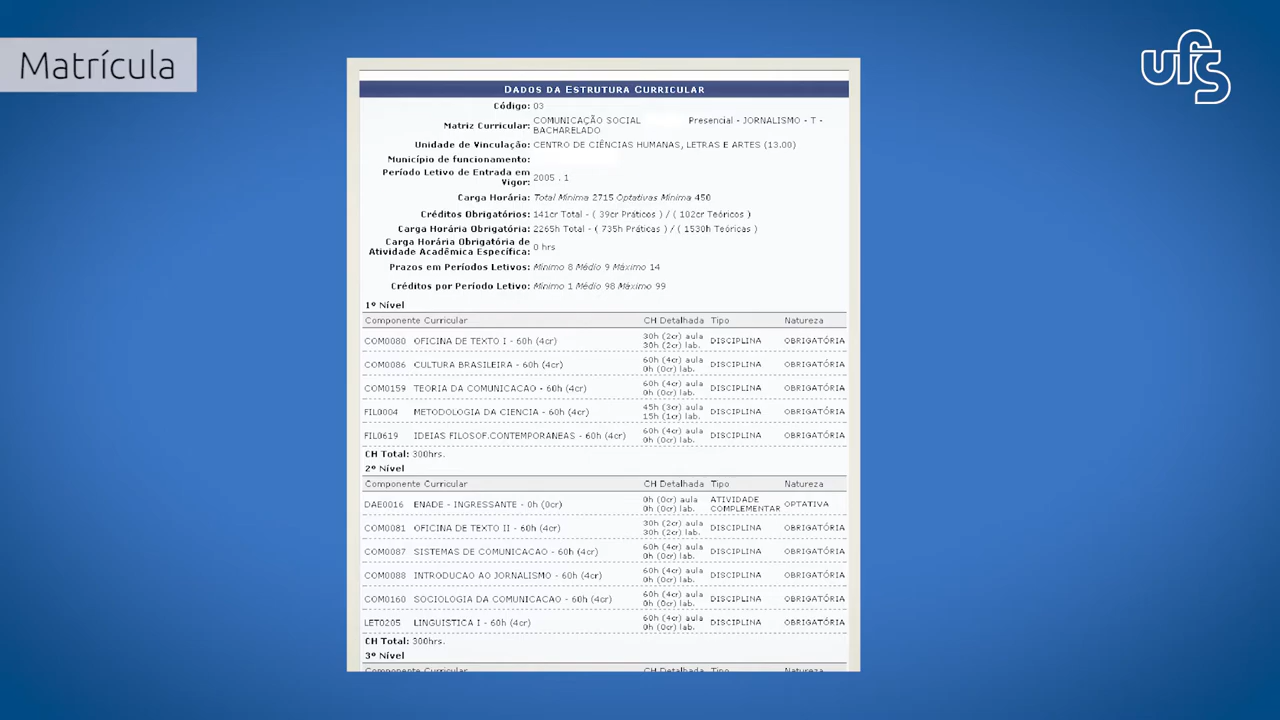 Matrícula
ufs
DADOS DA ESTRUTURA CURRICULAR
Código: 03
Matriz Curricular: COMUNICAÇÃO SOCIAL Presencial - JORNALISMO - T -
BACHARELADO
Unidade de Vinculação: CENTRO DE CIÊNCIAS HUMANAS, LETRAS E ARTES (13.00)
Município de funcionamento:
Período Letivo de Entrada em
Vigor: 2005 . 1
Carga Horária: Total Mínima 2715 Optativas Mínima 450
Créditos Obrigatórios: 141cr Total - ( 39cr Práticos ) / ( 102cr Teóricos )
Carga Horária Obrigatória: 2265h Total - ( 735h Práticas ) / ( 1530h Teóricas )
Carga Horária Obrigatória de
Atividade Acadêmica Específica: 0 hrs
Prazos em Períodos Letivos: Mínimo 8 Médio 9 Máximo 14
Créditos por Período Letivo: Mínimo 1 Médio 98 Máximo 99
1º Nível
Componente Curricular CH Detalhada Tipo Natureza
COM0080 OFICINA DE TEXTO I - 60h (4cr) 30h (2cr) aula 30h (2cr) lab. DISCIPLINA OBRIGATÓRIA
COM0086 CULTURA BRASILEIRA - 60h (4cr) 60h (4cr) aula 0h (0cr) lab. DISCIPLINA OBRIGATÓRIA
COM0159 TEORIA DA COMUNICACAO - 60h (4cr) 60h (4cr) aula 0h (0cr) lab. DISCIPLINA OBRIGATÓRIA
FIL0004 METODOLOGIA DA CIENCIA - 60h (4cr) 45h (3cr) aula 15h (1cr) lab. DISCIPLINA OBRIGATÓRIA
FIL0619 IDEIAS FILOSOF.CONTEMPORANEAS - 60h (4cr) 60h (4cr) aula 0h (0cr) lab. DISCIPLINA OBRIGATÓRIA
CH Total: 300hrs.
2º Nível
Componente Curricular CH Detalhada Tipo Natureza
DAE0016 ENADE - INGRESSANTE - 0h (0cr) 0h (0cr) aula 0h (0cr) lab. ATIVIDADE COMPLEMENTAR OPTATIVA
COM0081 OFICINA DE TEXTO II - 60h (4cr) 30h (2cr) aula 30h (2cr) lab. DISCIPLINA OBRIGATÓRIA
COM0087 SISTEMAS DE COMUNICACAO - 60h (4cr) 60h (4cr) aula 0h (0cr) lab. DISCIPLINA OBRIGATÓRIA
COM0088 INTRODUCAO AO JORNALISMO - 60h (4cr) 60h (4cr) aula 0h (0cr) lab. DISCIPLINA OBRIGATÓRIA
COM0160 SOCIOLOGIA DA COMUNICACAO - 60h (4cr) 60h (4cr) aula 0h (0cr) lab. DISCIPLINA OBRIGATÓRIA
LET0205 LINGUISTICA I - 60h (4cr) 60h (4cr) aula 0h (0cr) lab. DISCIPLINA OBRIGATÓRIA
CH Total: 300hrs.
3º Nível
Componente Curricular CH Detalhada Tipo Natureza